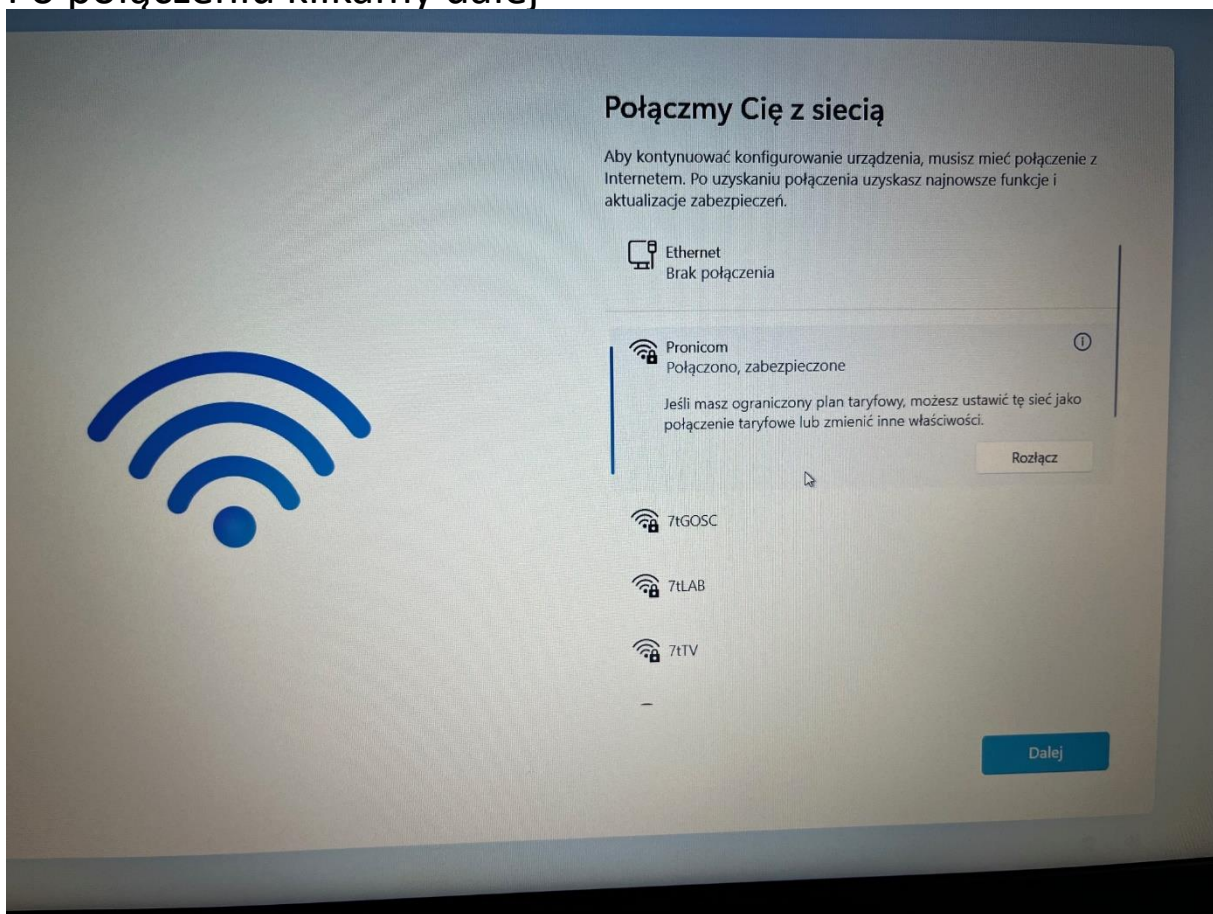 Po połączeniu klikamy dalej
Połączmy Cię z siecią
Aby kontynuować konfigurowanie urządzenia, musisz mieć połączenie z
Internetem. Po uzyskaniu połączenia uzyskasz najnowsze funkcje i
aktualizacje zabezpieczeń.
Ethernet
Brak połączenia
Pronicom
Połączono, zabezpieczone
Jeśli masz ograniczony plan taryfowy, możesz ustawić tę sieć jako
połączenie taryfowe lub zmienić inne właściwości.
Rozłącz
7tGOSC
7tLAB
7tTV
Dalej